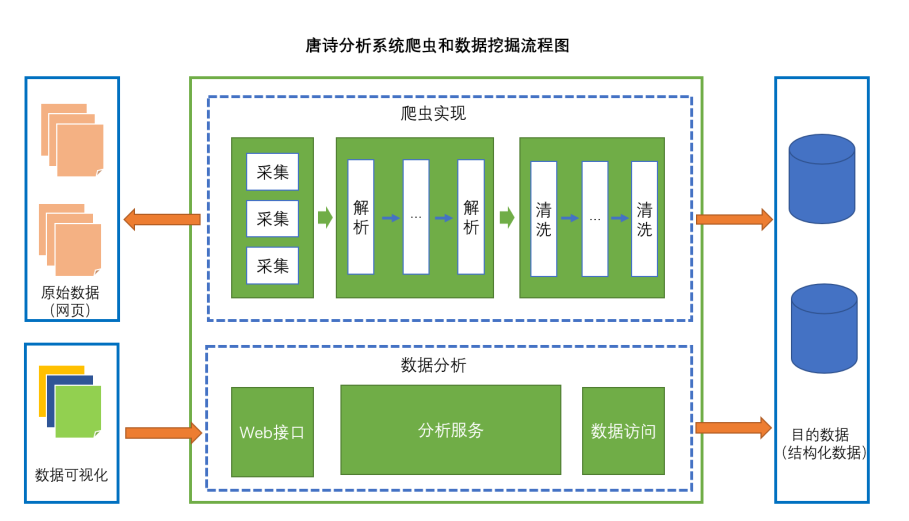 唐诗分析系统爬虫和数据挖掘流程图
爬虫实现
采集
采集
采集
解析
...
解析
清洗
...
清洗
原始数据
（网页）
数据分析
Web接口
分析服务
数据访问
数据可视化
目的数据
（结构化数据）